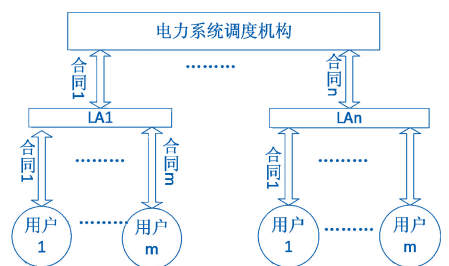 电力系统调度机构
合同1
………
合同n
LA1
LAn
合同1
………
合同m
合同1
………
用户
1
………
用户
m
用户
1
………
用户
m